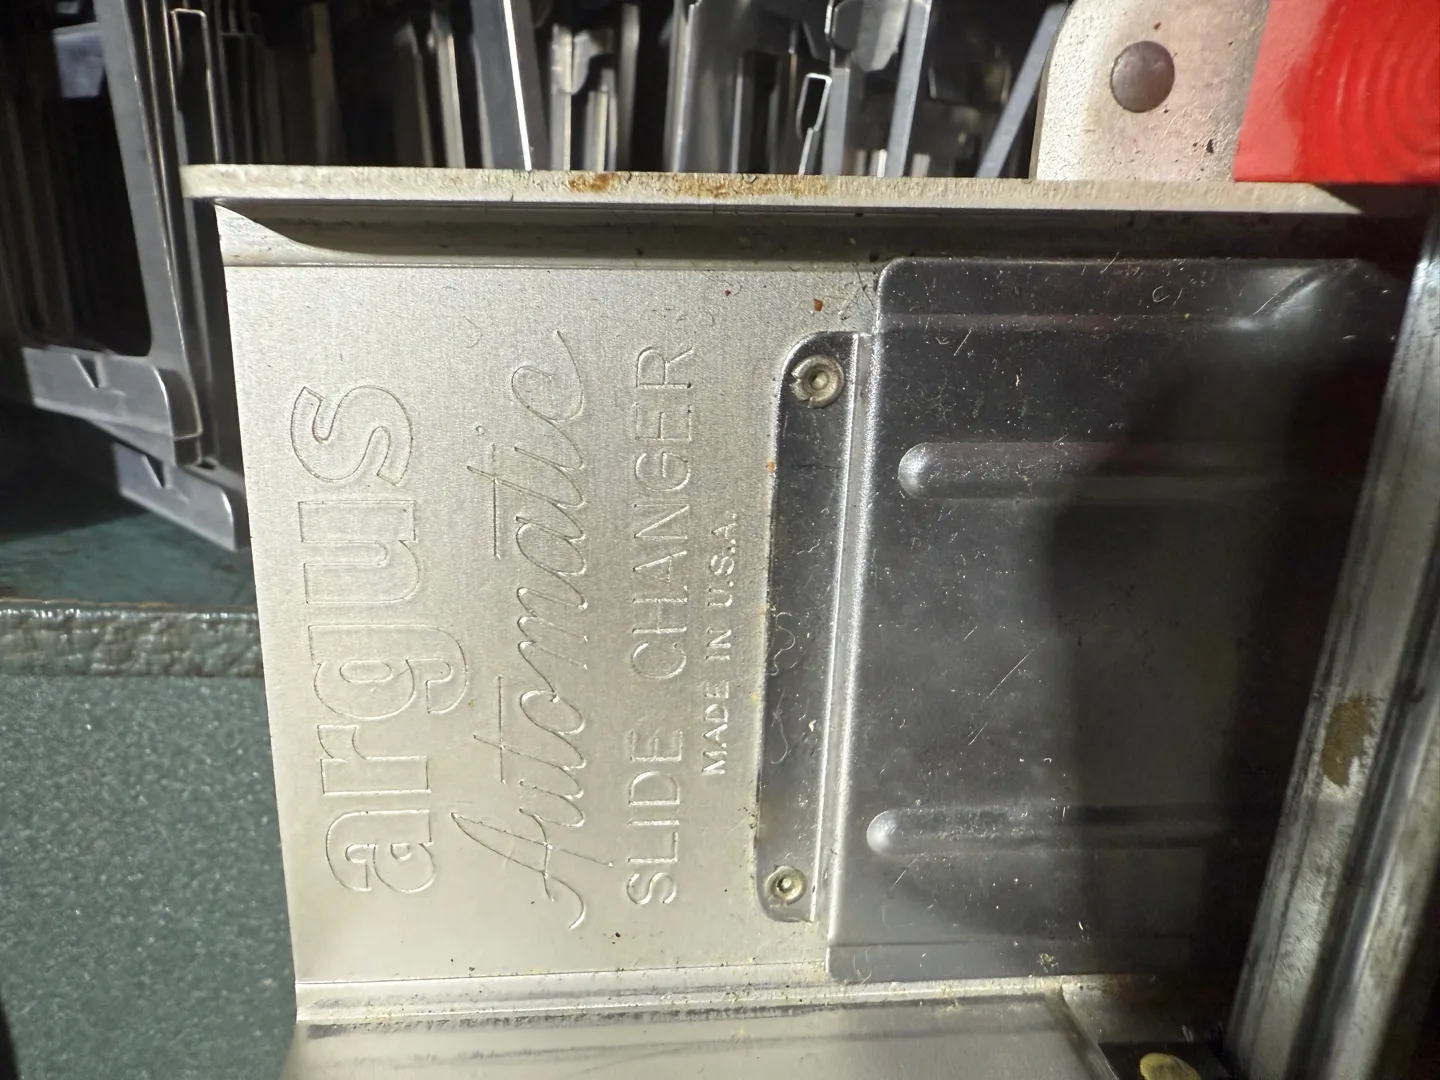 argus
Automatic
SLIDE CHANGER
MADE IN U.S.A.